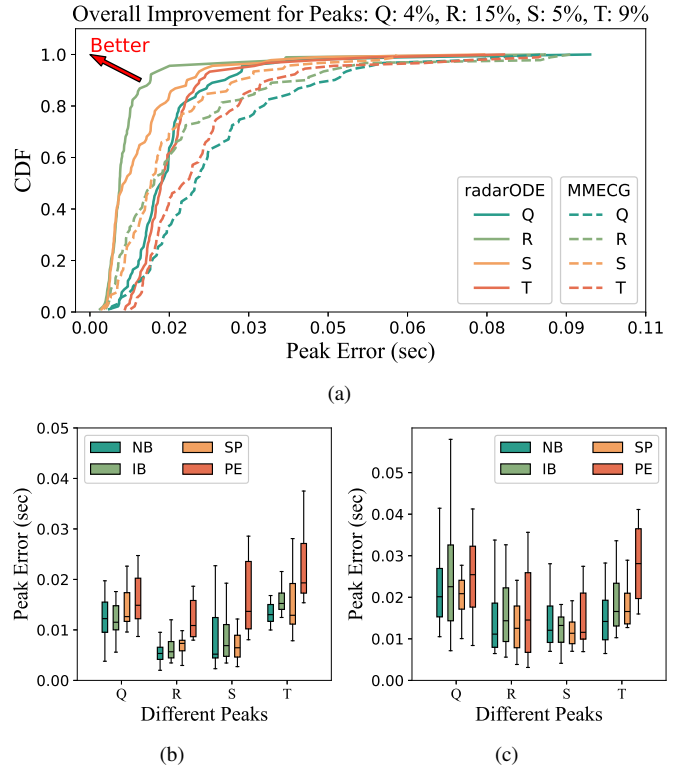 Overall Improvement for Peaks: Q: 4%, R: 15%, S: 5%, T: 9%
Better
1.0
0.8
0.6
0.4
0.2
0.0
CDF
radarODE
Q
R
S
T
MMECG
Q
R
S
T
0.00 0.02 0.03 0.05 0.06 0.08 0.09 0.11
Peak Error (sec)
(a)
0.05
0.04
0.03
0.02
0.01
0.00
Peak Error (sec)
NB SP
IB PE
Q R S T
Different Peaks
(b)
0.05
0.04
0.03
0.02
0.01
0.00
Peak Error (sec)
NB SP
IB PE
Q R S T
Different Peaks
(c)